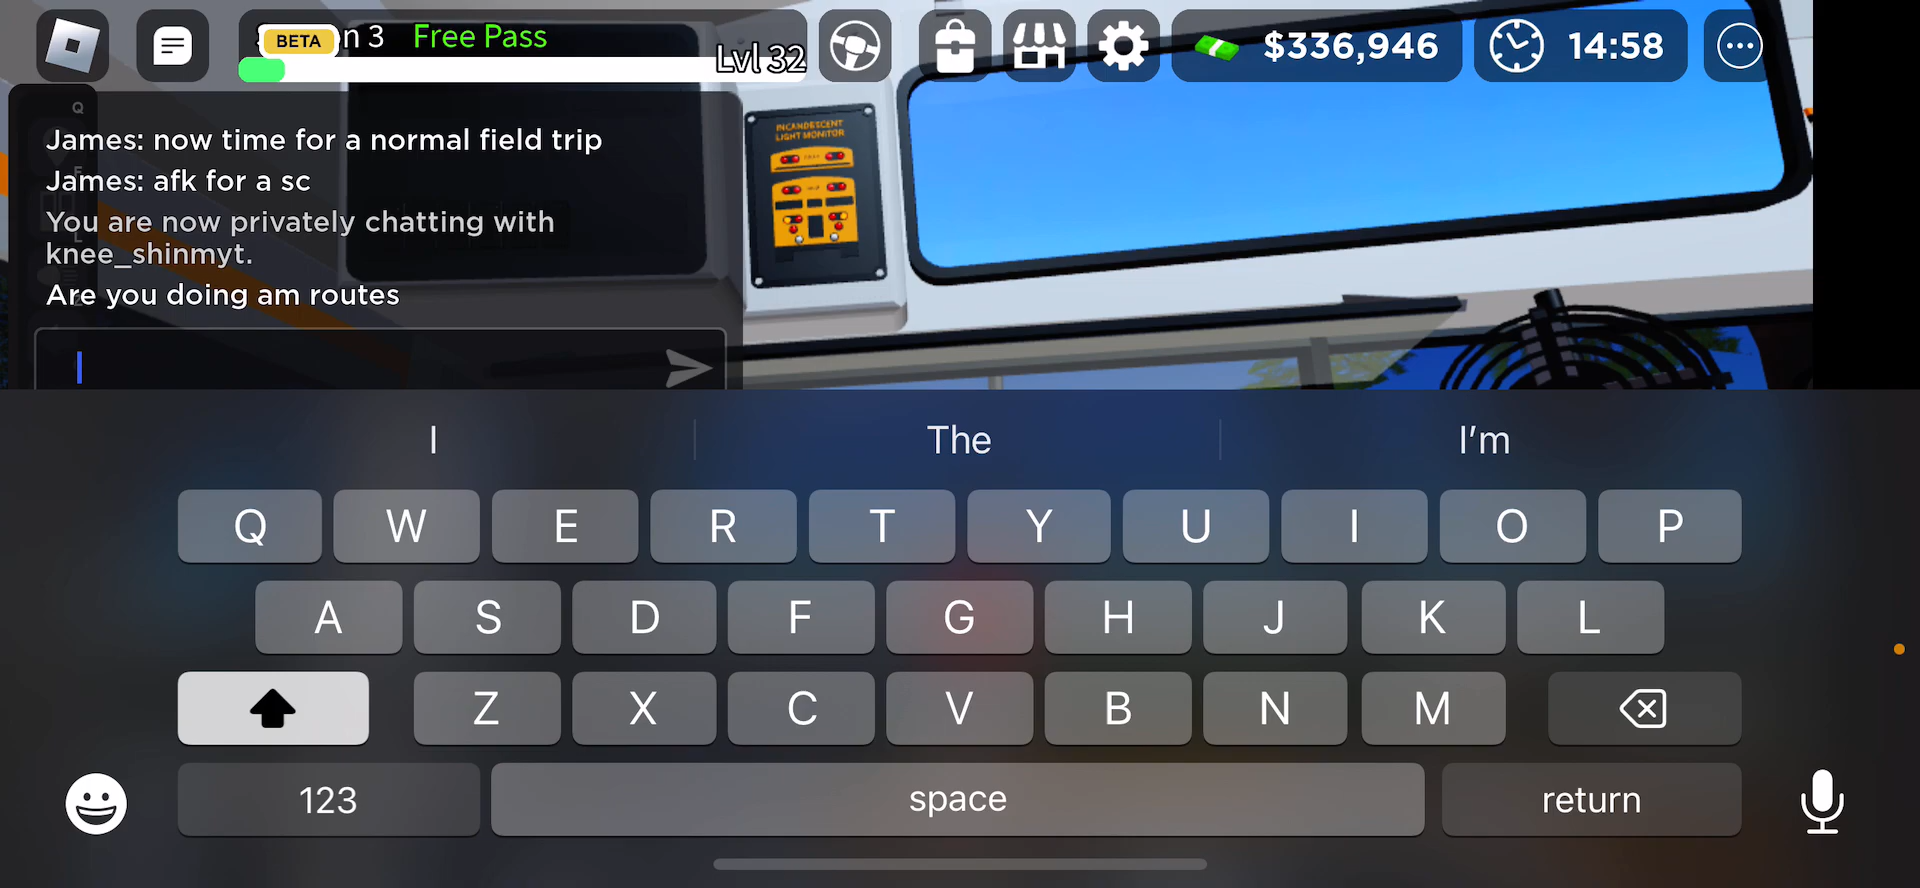 n 3 Free Pass
BETA
Lvl 32
$336,946
14:58
INCANDESCENT
LIGHT MONITOR
James: now time for a normal field trip
James: afk for a sc
You are now privately chatting with
knee_shinmyt.
Are you doing am routes
I The I'm
Q W E R T Y U I O P
A S D F G H J K L
Z X C V B N M
123 space return